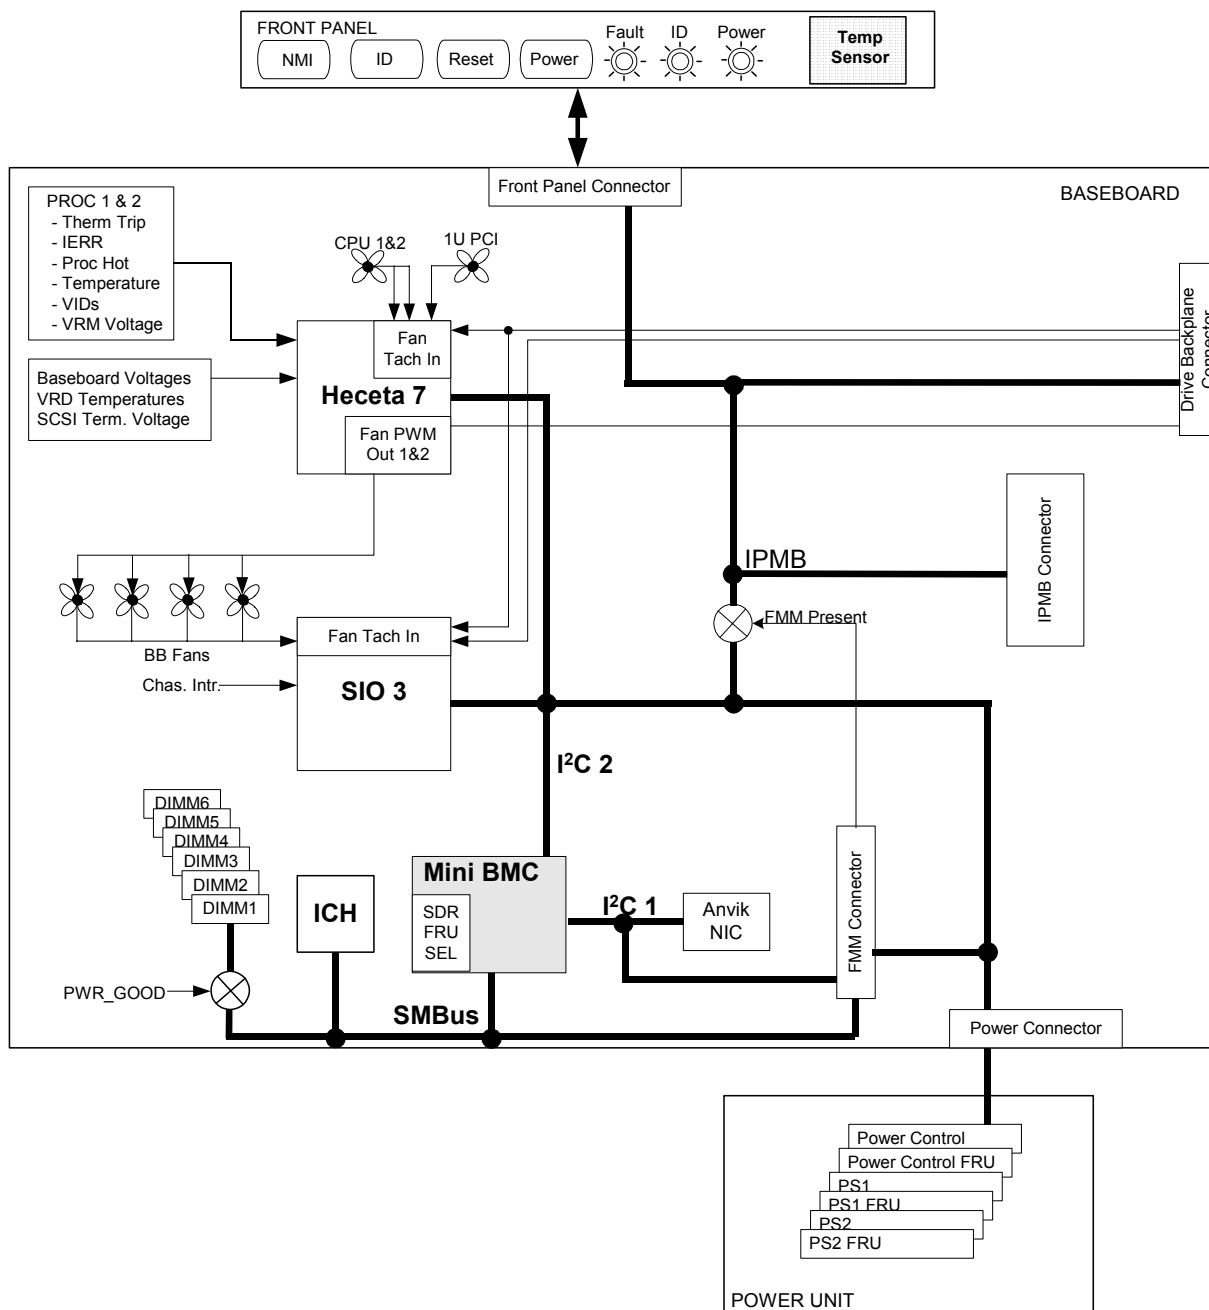 FRONT PANEL
Fault
ID
Power
NMI
ID
Reset
Power
Temp
Sensor
Front Panel Connector
BASEBOARD
PROC 1 & 2
- Therm Trip
- IERR
- Proc Hot
- Temperature
- VIDs
- VRM Voltage
CPU 1&2
1U PCI
Fan
Tach In
Heceta 7
Fan PWM
Out 1&2
Baseboard Voltages
VRD Temperatures
SCSI Term. Voltage
Drive Backplane
Connector
IPMB
IPMB Connector
FMM Present
BB Fans
Chas. Intr.
Fan Tach In
SIO 3
I²C 2
DIMM6
DIMM5
DIMM4
DIMM3
DIMM2
DIMM1
ICH
Mini BMC
SDR
FRU
SEL
I²C 1
Anvik
NIC
FMM Connector
PWR_GOOD
SMBus
Power Connector
Power Control
Power Control FRU
PS1
PS1 FRU
PS2
PS2 FRU
POWER UNIT